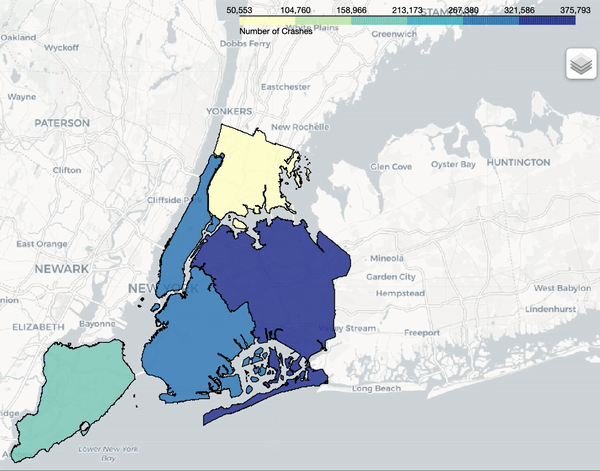 50,553 104,760 158,966 213,173 267,380 321,586 375,793
Number of Crashes
White Plains
STAM
Oakland
Wyckoff
Dobbs Ferry
Greenwich
Wayne
Eastchester
YONKERS
PATERSON
New Rochelle
Clifton
Glen Cove
Oyster Bay
HUNTINGTON
Cliffside
East Orange
Mineola
NEWARK
Garden City
NEW YORK
Hempstead
West Babylon
Lindenhurst
ELIZABETH
Bayonne
Stream
Freeport
Long Beach
Lower New York
Bay